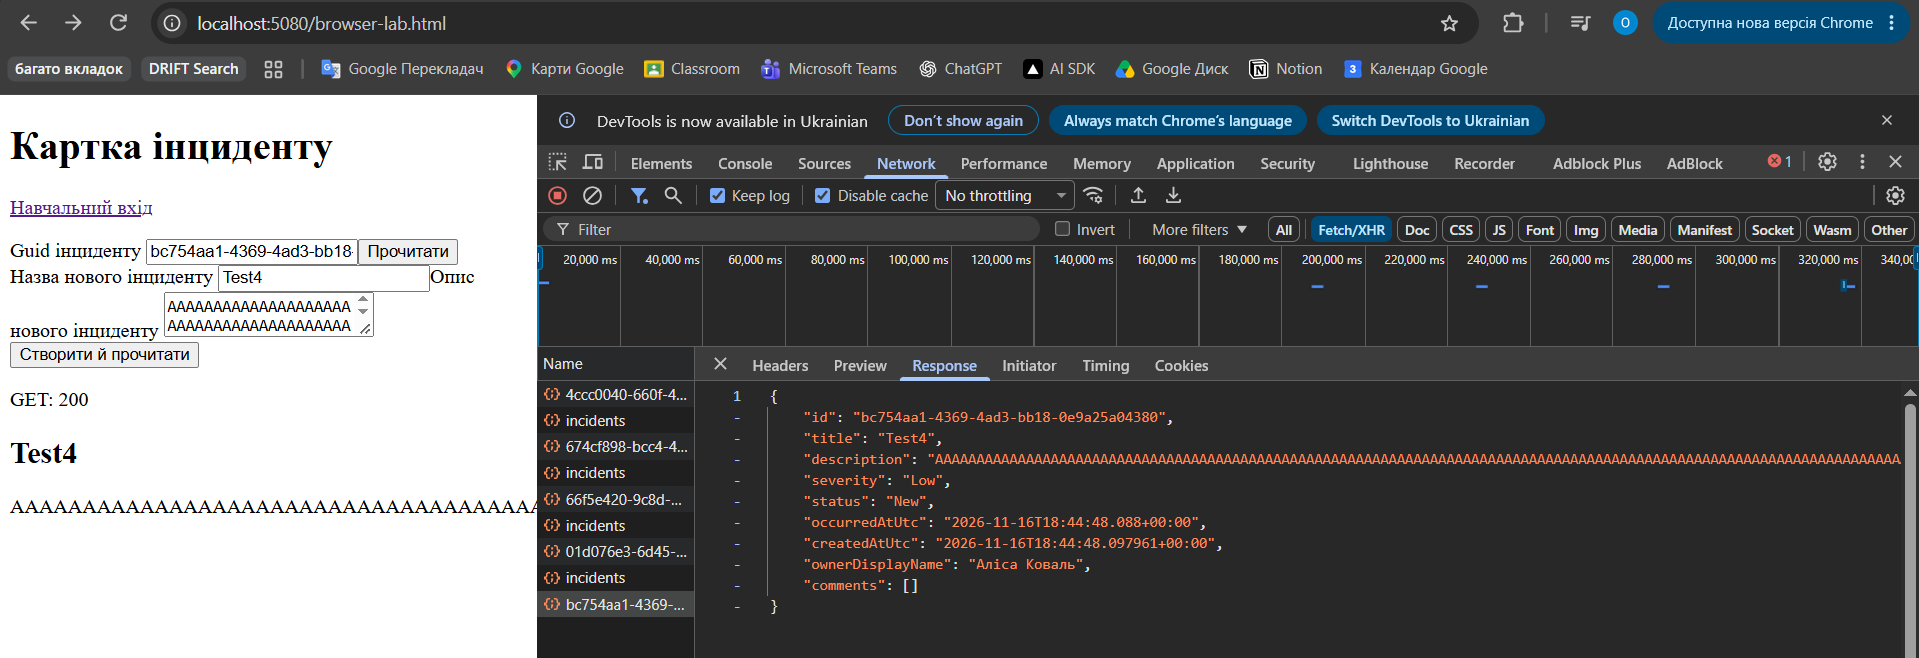 localhost:5080/browser-lab.html
О
Доступна нова версія Chrome
багато вкладок
DRIFT Search
Google Перекладач
Карти Google
Classroom
Microsoft Teams
ChatGPT
AI SDK
Google Диск
Notion
3
Календар Google
Картка інциденту
Навчальний вхід
Guid інциденту bc754aa1-4369-4ad3-bb18- Прочитати
Назва нового інциденту Test4 Опис
нового інциденту
Створити й прочитати
GET: 200
Test4
DevTools is now available in Ukrainian
Don't show again
Always match Chrome's language
Switch DevTools to Ukrainian
Elements
Console
Sources
Network
Performance
Memory
Application
Security
Lighthouse
Recorder
Adblock Plus
AdBlock
1
Keep log
Disable cache
No throttling
Filter
Invert
More filters
All
Fetch/XHR
Doc
CSS
JS
Font
Img
Media
Manifest
Socket
Wasm
Other
20,000 ms
40,000 ms
60,000 ms
80,000 ms
100,000 ms
120,000 ms
140,000 ms
160,000 ms
180,000 ms
200,000 ms
220,000 ms
240,000 ms
260,000 ms
280,000 ms
300,000 ms
320,000 ms
Name
4ccc0040-660f-4...
incidents
674cf898-bcc4-4...
incidents
66f5e420-9c8d-...
incidents
01d076e3-6d45-...
incidents
bc754aa1-4369-...
Headers
Preview
Response
Initiator
Timing
Cookies
1 {
"id": "bc754aa1-4369-4ad3-bb18-0e9a25a04380",
"title": "Test4",
"description":
"severity": "Low",
"status": "New",
"occurredAtUtc": "2026-11-16T18:44:48.088+00:00",
"createdAtUtc": "2026-11-16T18:44:48.097961+00:00",
"ownerDisplayName": "Аліса Коваль",
"comments": []
}